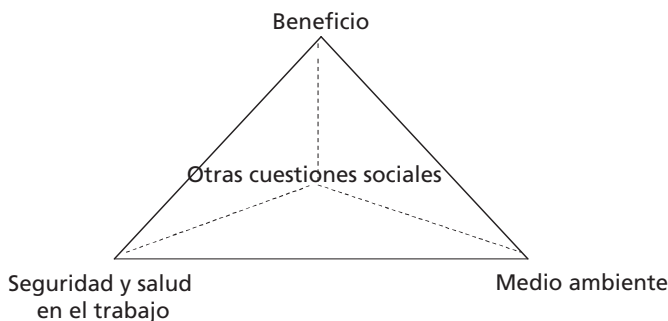 Beneficio
Otras cuestiones sociales
Seguridad y salud
en el trabajo
Medio ambiente